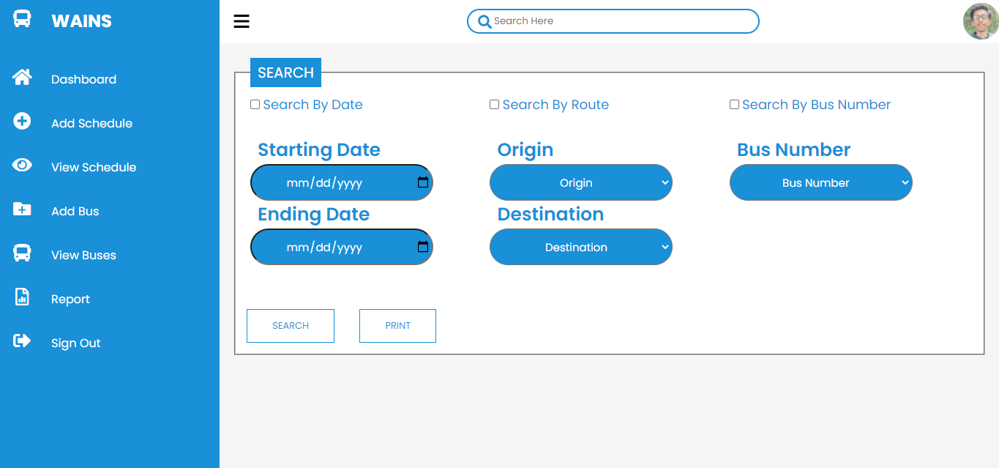 WAINS
Dashboard
Add Schedule
View Schedule
Add Bus
View Buses
Report
Sign Out
Search Here
SEARCH
Search By Date
Search By Route
Search By Bus Number
Starting Date
Origin
Bus Number
mm/dd/yyyy
Origin
Bus Number
Ending Date
Destination
mm/dd/yyyy
Destination
SEARCH
PRINT